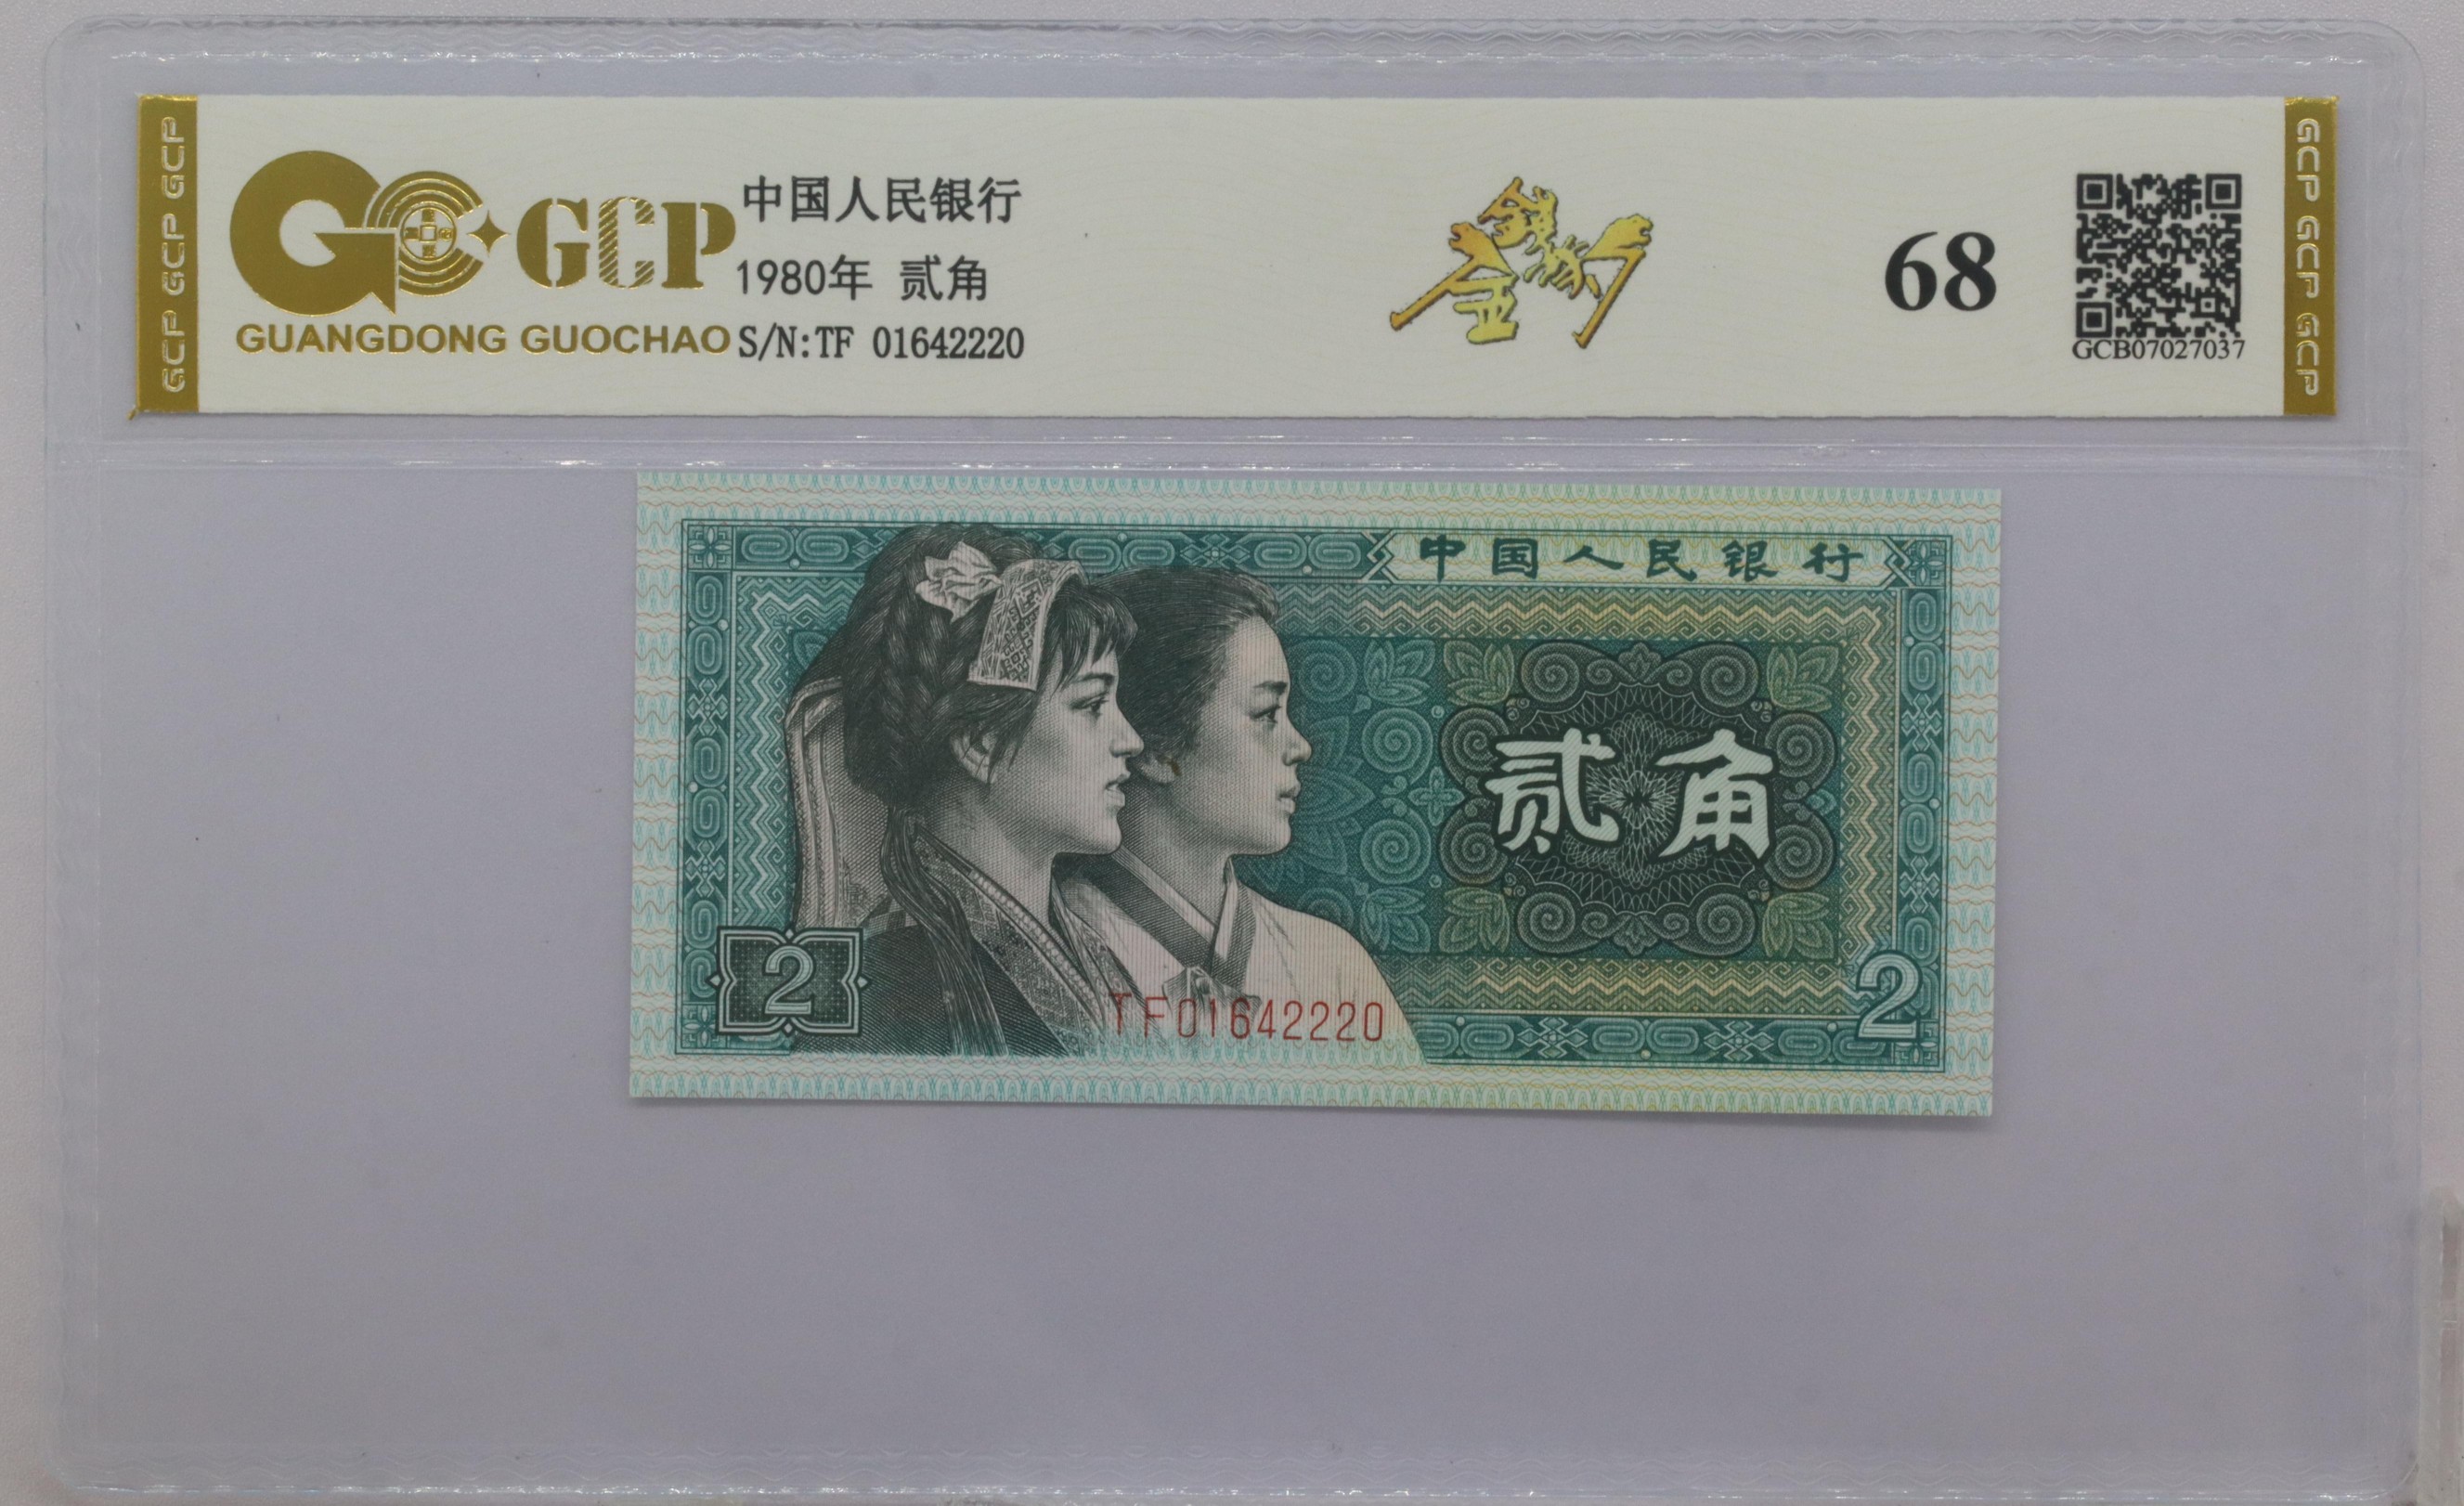 GCP GCP GCP
GCP
中国人民银行
1980年 贰角
GUANGDONG GUOCHAO
S/N:TF 01642220
68
GCB07027037
GCP GCP GCP
中国人民银行
贰角
2
TF01642220
2